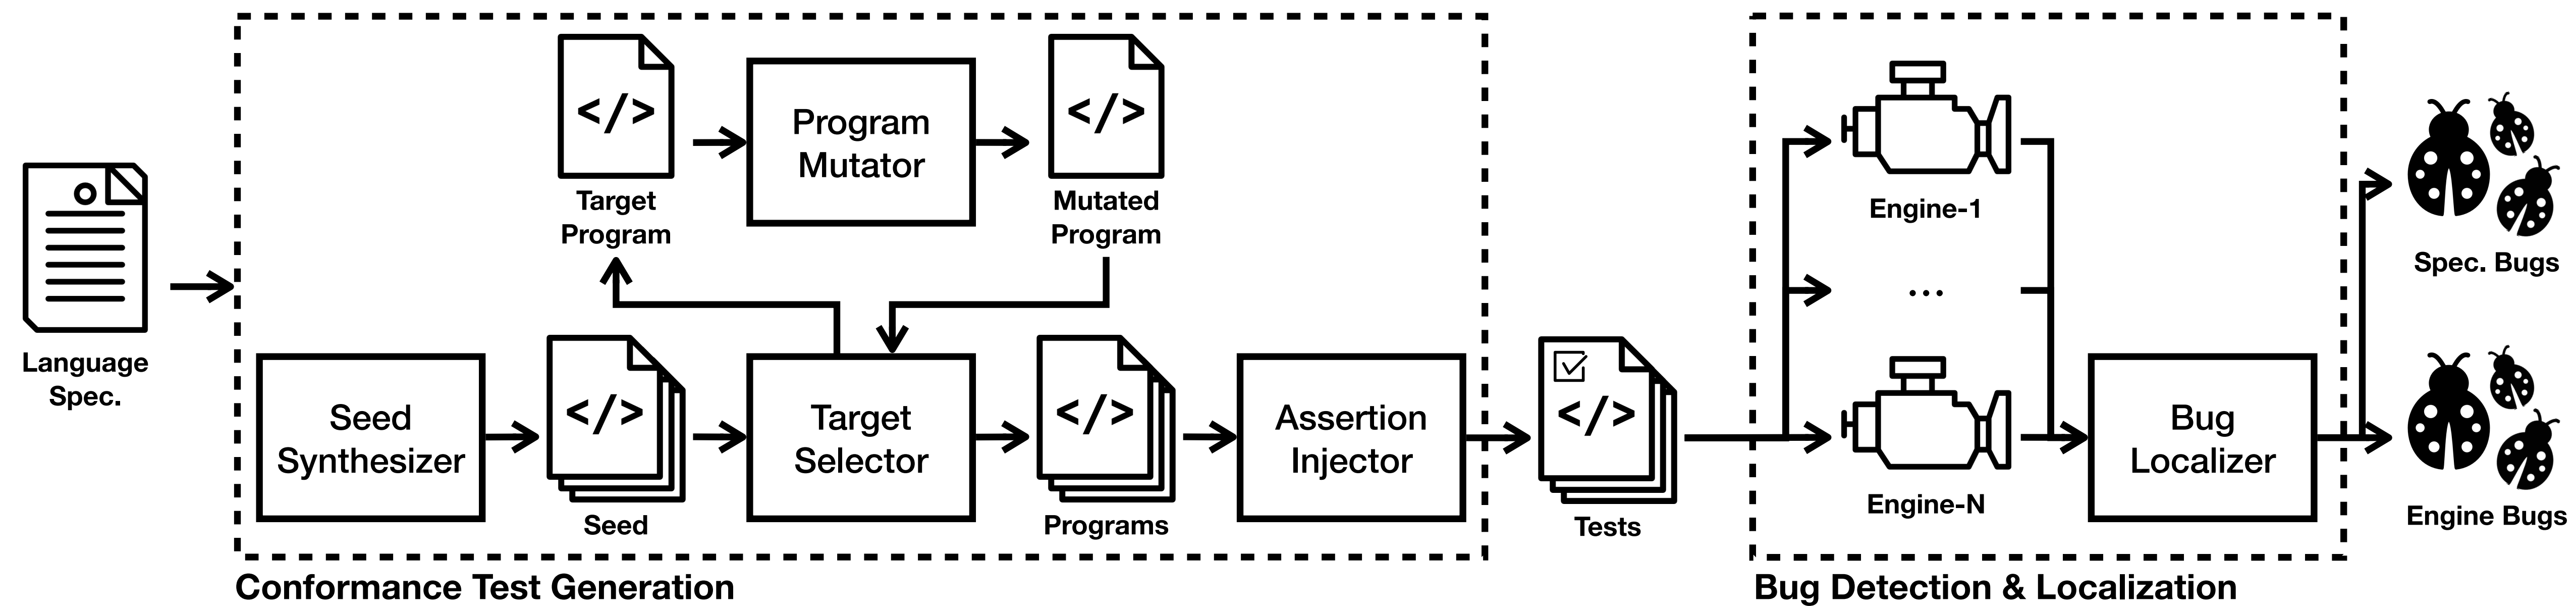 Language
Spec.
</>
Target
Program
Program
Mutator
</>
Mutated
Program
Seed
Synthesizer
</>
Seed
Target
Selector
</>
Programs
Assertion
Injector
Conformance Test Generation
</>
Tests
Engine-1
...
Engine-N
Bug
Localizer
Bug Detection & Localization
Spec. Bugs
Engine Bugs